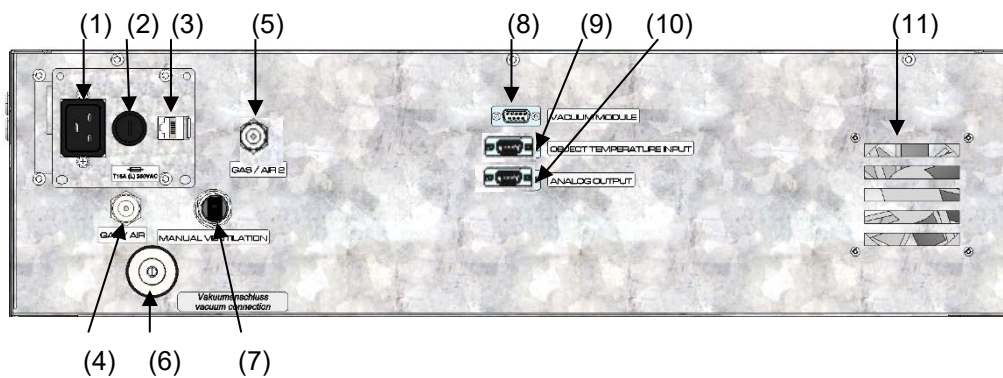 (1) (2) (3) (5) (8) (9) (10) (11)
VACUUM MODULE
OBJECT TEMPERATURE INPUT
GAS / AIR 2
T16A (L) 250VAC
ANALOG OUTPUT
GAS / AIR
MANUAL VENTILATION
Vakuumanschluss
vacuum connection
(4) (6) (7)